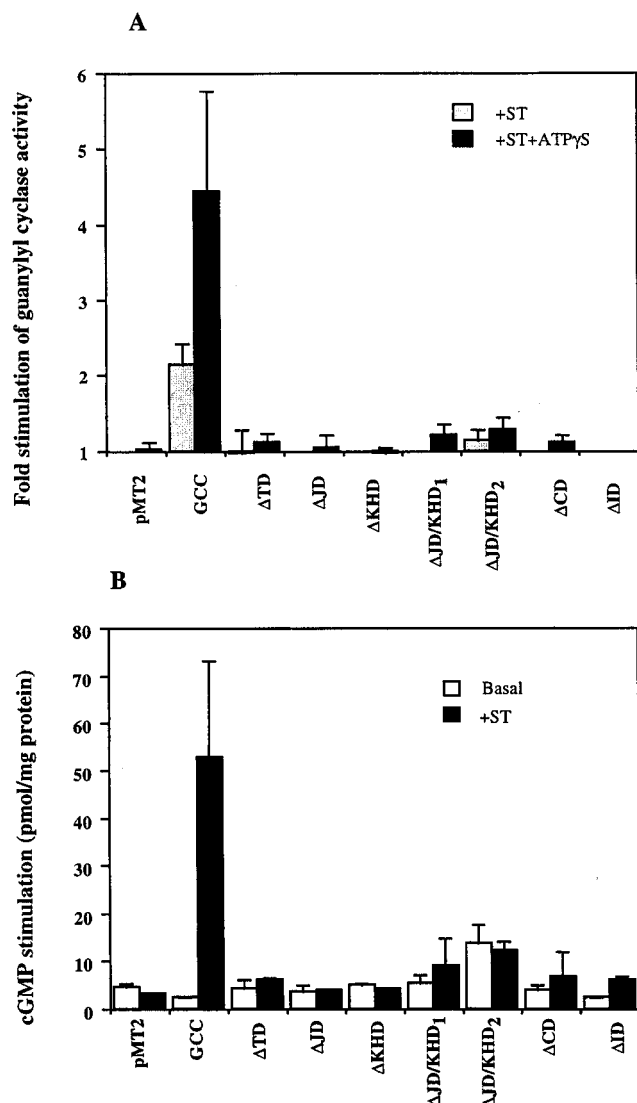 A
Fold stimulation of guanylyl cyclase activity
6
5
4
3
2
1
+ST
+ST+ATPγS
pMT2
GCC
ΔTD
ΔJD
ΔKHD
ΔJD/KHD1
ΔJD/KHD2
ΔCD
ΔID
B
cGMP stimulation (pmol/mg protein)
80
70
60
50
40
30
20
10
0
Basal
+ST
pMT2
GCC
ΔTD
ΔJD
ΔKHD
ΔJD/KHD1
ΔJD/KHD2
ΔCD
ΔID